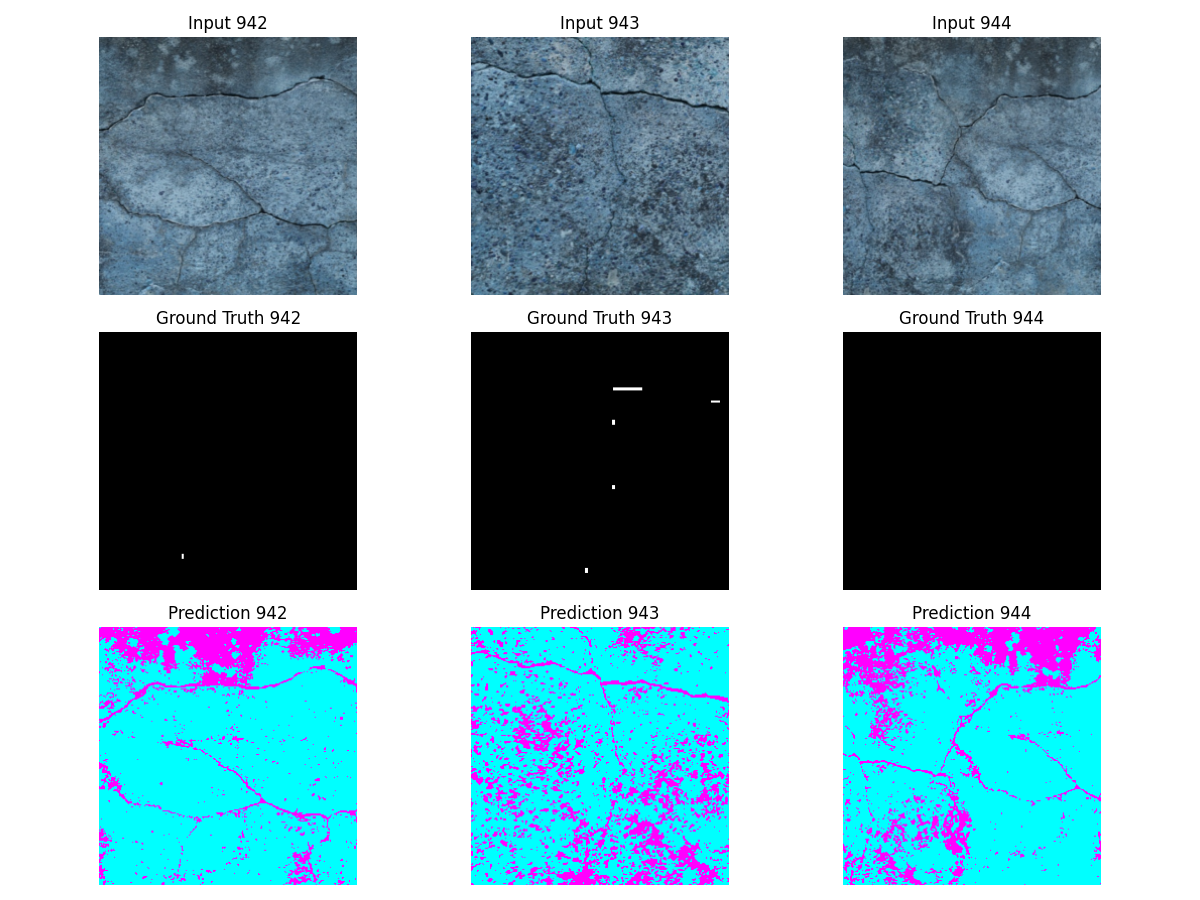 Input 942
Input 943
Input 944
Ground Truth 942
Ground Truth 943
Ground Truth 944
Prediction 942
Prediction 943
Prediction 944